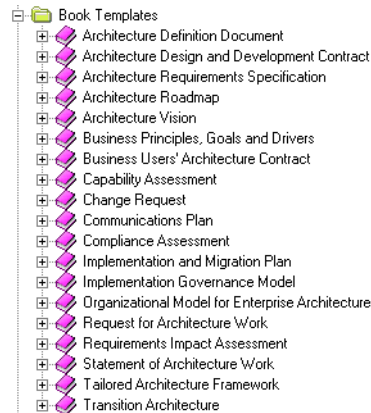 Book Templates
Architecture Definition Document
Architecture Design and Development Contract
Architecture Requirements Specification
Architecture Roadmap
Architecture Vision
Business Principles, Goals and Drivers
Business Users' Architecture Contract
Capability Assessment
Change Request
Communications Plan
Compliance Assessment
Implementation and Migration Plan
Implementation Governance Model
Organizational Model for Enterprise Architecture
Request for Architecture Work
Requirements Impact Assessment
Statement of Architecture Work
Tailored Architecture Framework
Transition Architecture